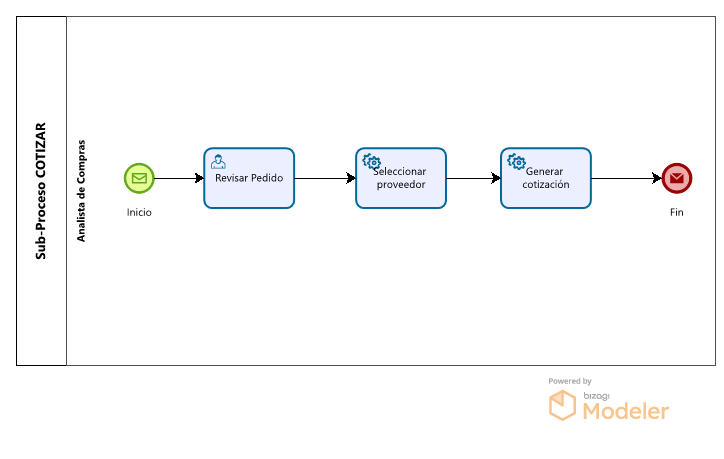 Sub-Proceso COTIZAR
Analista de Compras
Inicio
Revisar Pedido
Seleccionar
proveedor
Generar
cotización
Fin
Powered by
bizagi
Modeler